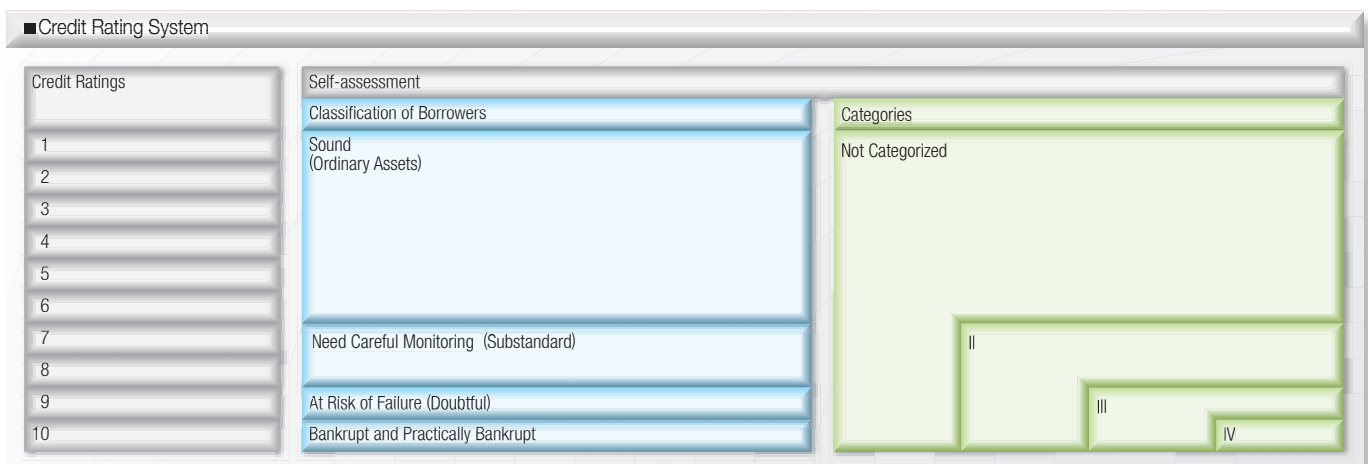 ■Credit Rating System
Credit Ratings
1
2
3
4
5
6
7
8
9
10
Self-assessment
Classification of Borrowers
Sound
(Ordinary Assets)
Need Careful Monitoring (Substandard)
At Risk of Failure (Doubtful)
Bankrupt and Practically Bankrupt
Categories
Not Categorized
II
III
IV